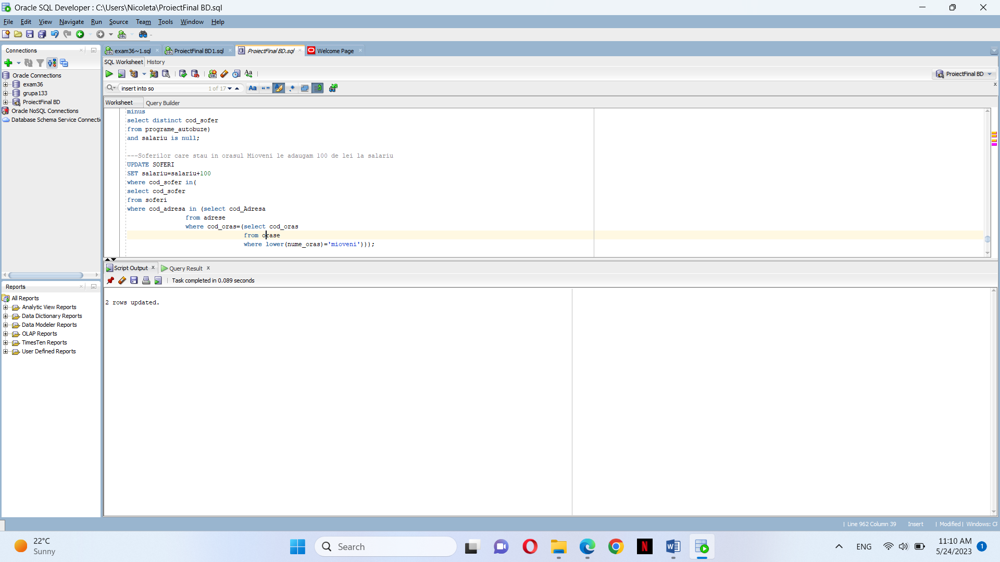 Oracle SQL Developer : C:\Users\Nicoleta\ProiectFinal BD.sql
File Edit View Navigate Run Source Team Tools Window Help
Connections
Oracle Connections
exam36
grupa133
ProiectFinal BD
Oracle NoSQL Connections
Database Schema Service Connecti
exam36~1.sql
ProiectFinal BD1.sql
ProiectFinal BD.sql
Welcome Page
SQL Worksheet History
ProiectFinal BD
insert into so 1 of 17
Worksheet Query Builder
minus
select distinct cod_sofer
from programe_autobuze)
and salariu is null;
---Soferilor care stau in orasul Mioveni le adaugam 100 de lei la salariu
UPDATE SOFERI
SET salariu=salariu+100
where cod_sofer in(
select cod_sofer
from soferi
where cod_adresa in (select cod_Adresa
from adrese
where cod_oras=(select cod_oras
from orase
where lower(nume_oras)='mioveni')));
Script Output Query Result
Task completed in 0.089 seconds
2 rows updated.
Reports
All Reports
Analytic View Reports
Data Dictionary Reports
Data Modeler Reports
OLAP Reports
TimesTen Reports
User Defined Reports
| Line 962 Column 39 Insert | Modified | Windows: CF
22°C
Sunny
Search
ENG
11:10 AM
5/24/2023
1